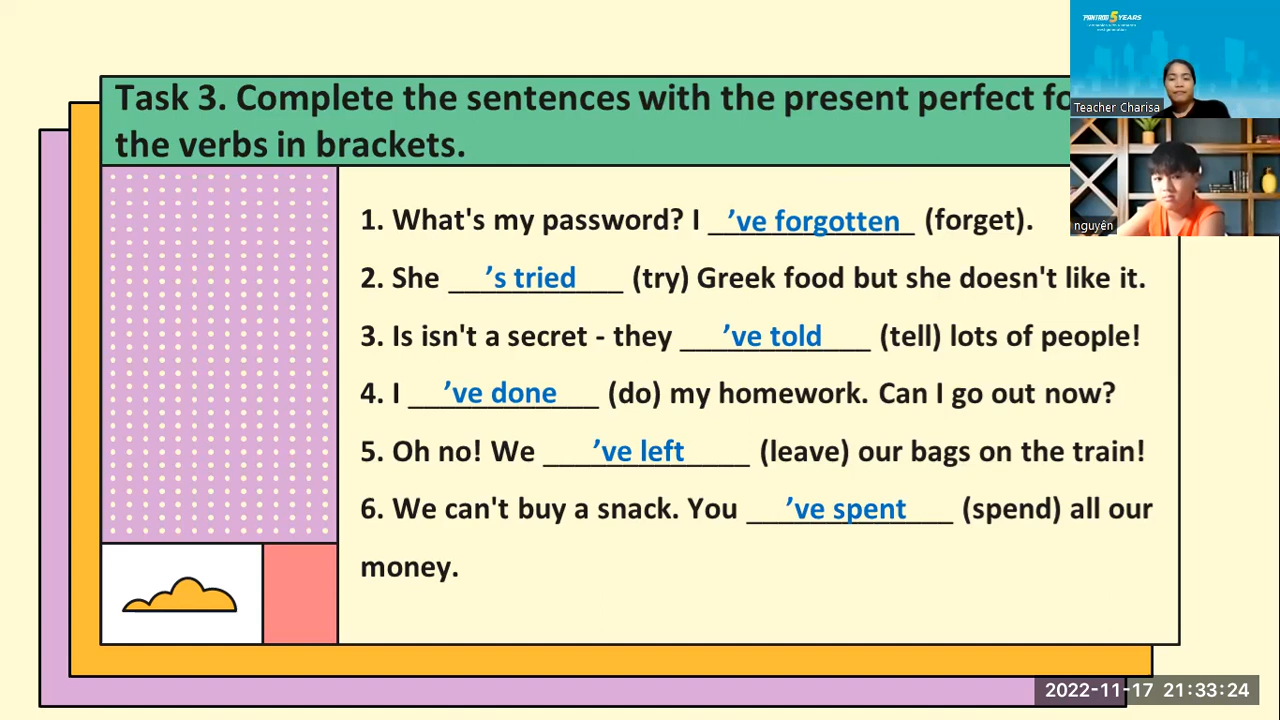 Task 3. Complete the sentences with the present perfect fo
the verbs in brackets.
1. What's my password? I ’ve forgotten (forget).
2. She ’s tried (try) Greek food but she doesn't like it.
3. Is isn't a secret - they ’ve told (tell) lots of people!
4. I ’ve done (do) my homework. Can I go out now?
5. Oh no! We ’ve left (leave) our bags on the train!
6. We can't buy a snack. You ’ve spent (spend) all our
money.
5 YEARS
Teacher Charisa
nguyên
2022-11-17 21:33:24